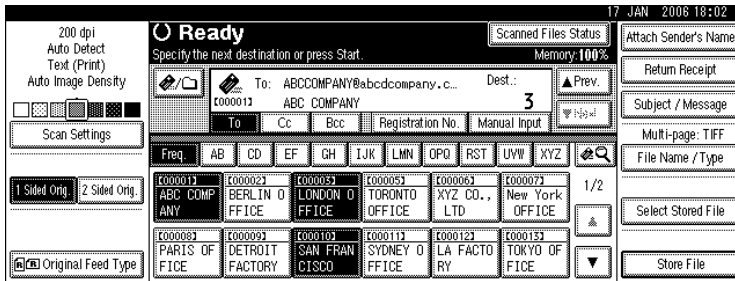 17 JAN 2006 18:02
200 dpi
Auto Detect
Text (Print)
Auto Image Density
Scan Settings
1 Sided Orig.
2 Sided Orig.
Original Feed Type
Ready
Scanned Files Status
Specify the next destination or press Start.
Memory:100%
To: ABCCOMPANY@abcdcompany.c...
Dest.:
3
[00001]
ABC COMPANY
▲Prev.
▼Next
To
Cc
Bcc
Registration No.
Manual Input
Freq.
AB
CD
EF
GH
IJK
LMN
OPQ
RST
UVW
XYZ
[00001]
ABC COMP
ANY
[00002]
BERLIN O
FFICE
[00003]
LONDON O
FFICE
[00005]
TORONTO
OFFICE
[00006]
XYZ CO.,
LTD
[00007]
New York
OFFICE
1/2
[00008]
PARIS OF
FICE
[00009]
DETROIT
FACTORY
[00010]
SAN FRAN
CISCO
[00011]
SYDNEY O
FFICE
[00012]
LA FACTO
RY
[00013]
TOKYO OF
FICE
Attach Sender's Name
Return Receipt
Subject / Message
Multi-page: TIFF
File Name / Type
Select Stored File
Store File